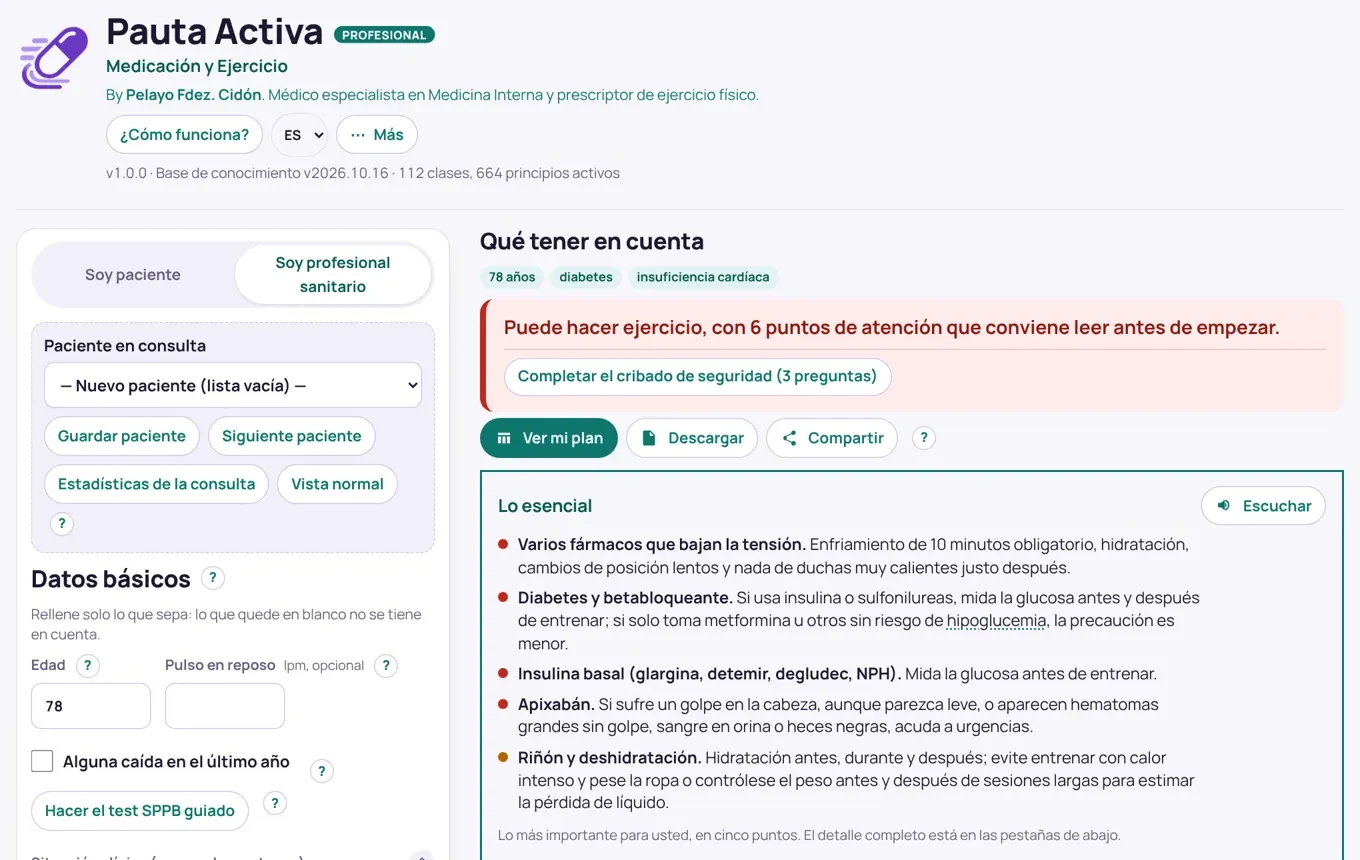 Pauta Activa PROFESIONAL
Medicación y Ejercicio
By Pelayo Fdez. Cidón. Médico especialista en Medicina Interna y prescriptor de ejercicio físico.
¿Cómo funciona? ES ··· Más
v1.0.0 · Base de conocimiento v2026.10.16 · 112 clases, 664 principios activos
Soy paciente
Soy profesional
sanitario
Paciente en consulta
— Nuevo paciente (lista vacía) —
Guardar paciente Siguiente paciente
Estadísticas de la consulta Vista normal
?
Datos básicos ?
Rellene solo lo que sepa: lo que quede en blanco no se tiene
en cuenta.
Edad ? Pulso en reposo lpm, opcional ?
78
Alguna caída en el último año ?
Hacer el test SPPB guiado ?
Qué tener en cuenta
78 años diabetes insuficiencia cardíaca
Puede hacer ejercicio, con 6 puntos de atención que conviene leer antes de empezar.
Completar el cribado de seguridad (3 preguntas)
Ver mi plan Descargar Compartir ?
Lo esencial Escuchar
Varios fármacos que bajan la tensión. Enfriamiento de 10 minutos obligatorio, hidratación,
cambios de posición lentos y nada de duchas muy calientes justo después.
Diabetes y betabloqueante. Si usa insulina o sulfonilureas, mida la glucosa antes y después
de entrenar; si solo toma metformina u otros sin riesgo de hipoglucemia, la precaución es
menor.
Insulina basal (glargina, detemir, degludec, NPH). Mida la glucosa antes de entrenar.
Apixabán. Si sufre un golpe en la cabeza, aunque parezca leve, o aparecen hematomas
grandes sin golpe, sangre en orina o heces negras, acuda a urgencias.
Riñón y deshidratación. Hidratación antes, durante y después; evite entrenar con calor
intenso y pese la ropa o contrólese el peso antes y después de sesiones largas para estimar
la pérdida de líquido.
Lo más importante para usted, en cinco puntos. El detalle completo está en las pestañas de abajo.